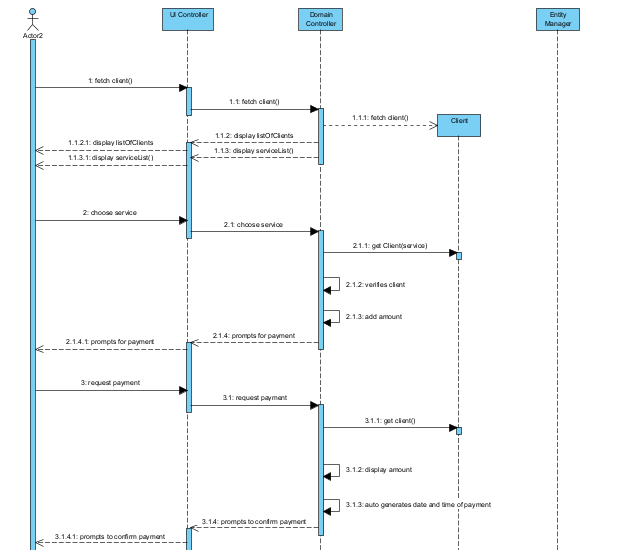 UI Controller
Domain
Controller
Entity
Manager
Actor2
1: fetch client()
1.1: fetch client()
1.1.1: fetch client()
Client
1.1.2: display listOfClients
1.1.2.1: display listOfClients
1.1.3: display serviceList()
1.1.3.1: display serviceList()
2: choose service
2.1: choose service
2.1.1: get Client(service)
2.1.2: verifies client
2.1.3: add amount
2.1.4: prompts for payment
2.1.4.1: prompts for payment
3: request payment
3.1: request payment
3.1.1: get client()
3.1.2: display amount
3.1.3: auto generates date and time of payment
3.1.4: prompts to confirm payment
3.1.4.1: prompts to confirm payment